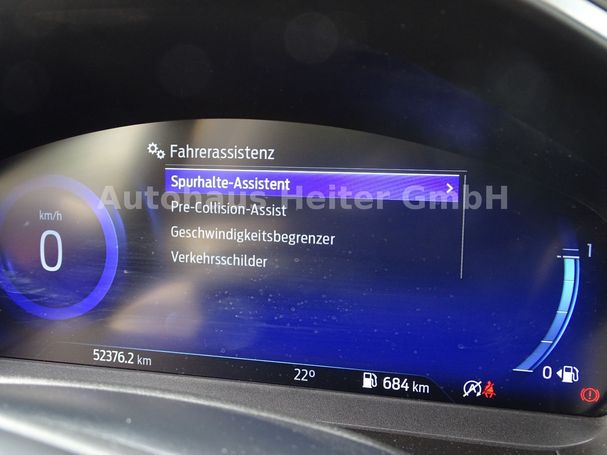 Fahrerassistenz
Spurhalte-Assistent
Autohaus Heiter GmbH
Pre-Collision-Assist
km/h
0
Geschwindigkeitsbegrenzer
1
Verkehrsschilder
52376.2 km
22°
684 km
0